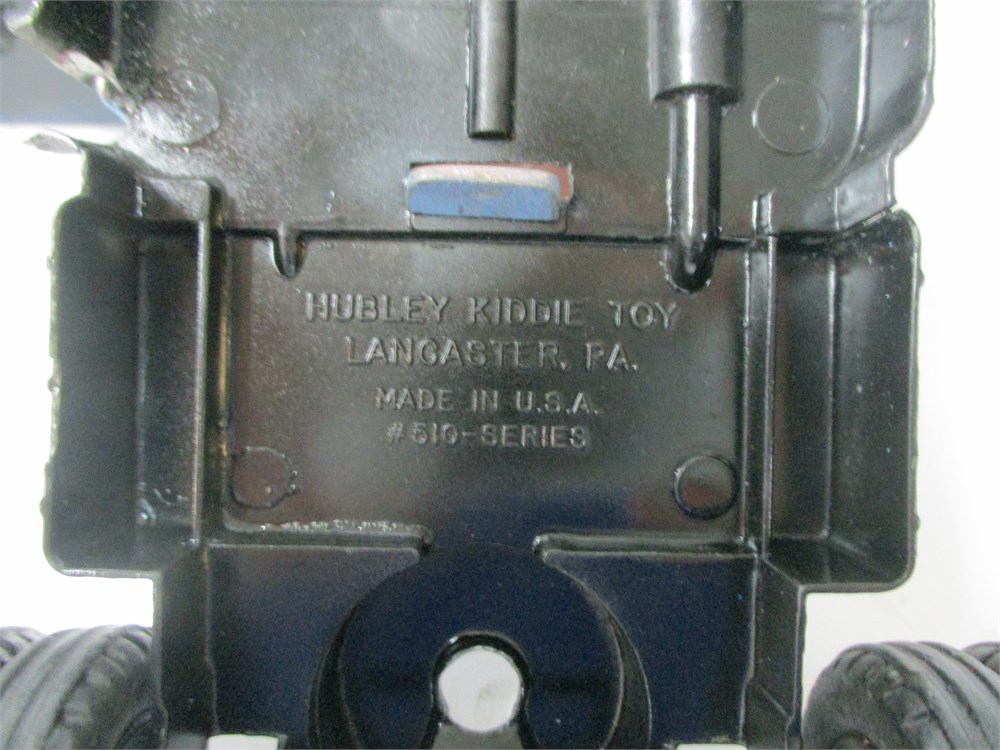 HUBLEY KIDDIE TOY
LANCASTER, PA.
MADE IN U.S.A.
#510-SERIES